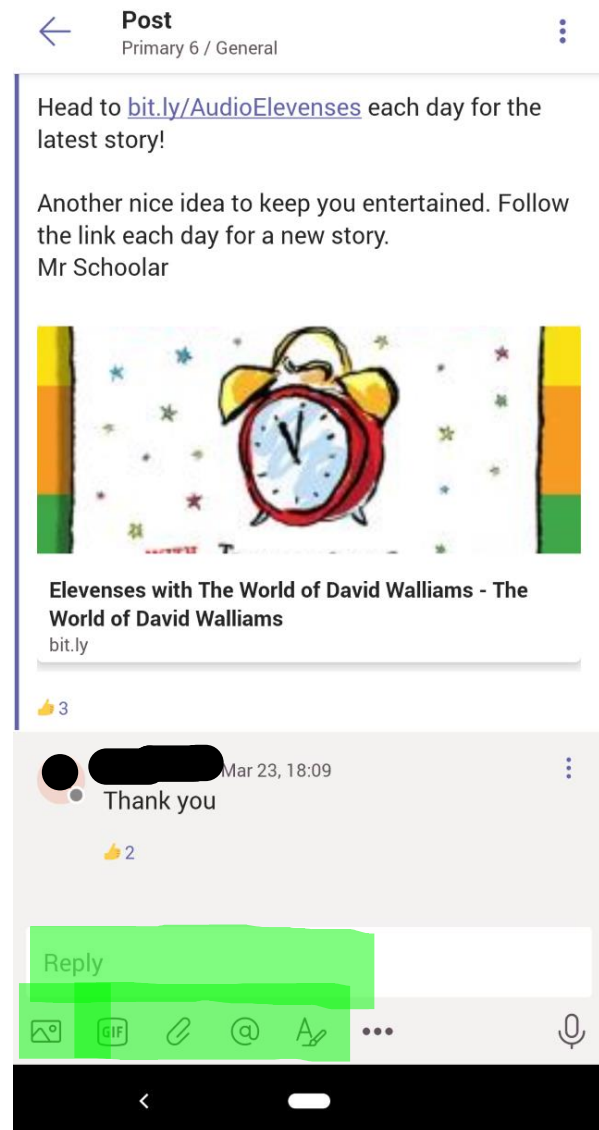 Post
Primary 6 / General
Head to bit.ly/AudioElevenses each day for the
latest story!
Another nice idea to keep you entertained. Follow
the link each day for a new story.
Mr Schoolar
Elevenses with The World of David Walliams - The
World of David Walliams
bit.ly
3
Mar 23, 18:09
Thank you
2
Reply
GIF